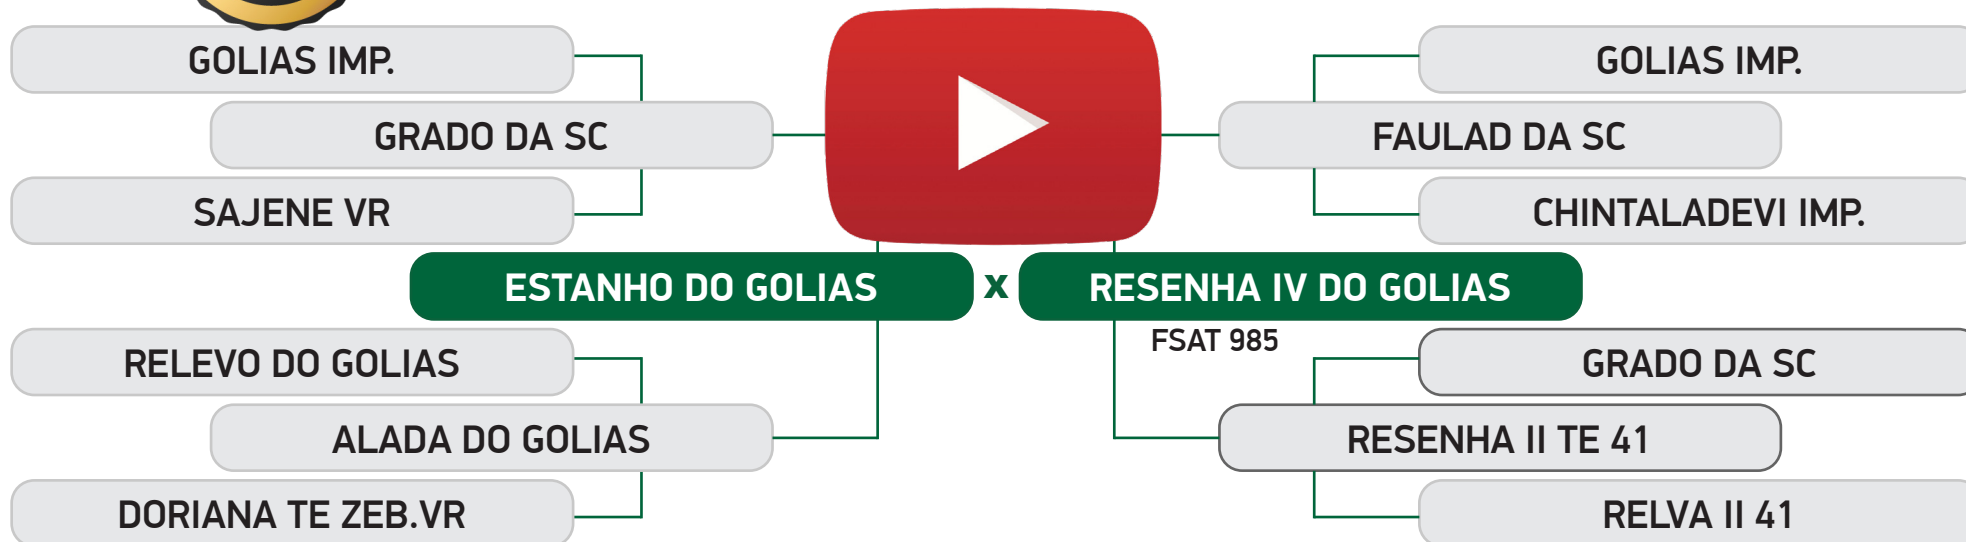 GOLIAS IMP.
GOLIAS IMP.
GRADO DA SC
FAULAD DA SC
SAJENE VR
CHINTALADEVI IMP.
ESTANHO DO GOLIAS x RESENHA IV DO GOLIAS
FSAT 985
RELEVO DO GOLIAS
GRADO DA SC
ALADA DO GOLIAS
RESENHA II TE 41
DORIANA TE ZEB.VR
RELVA II 41